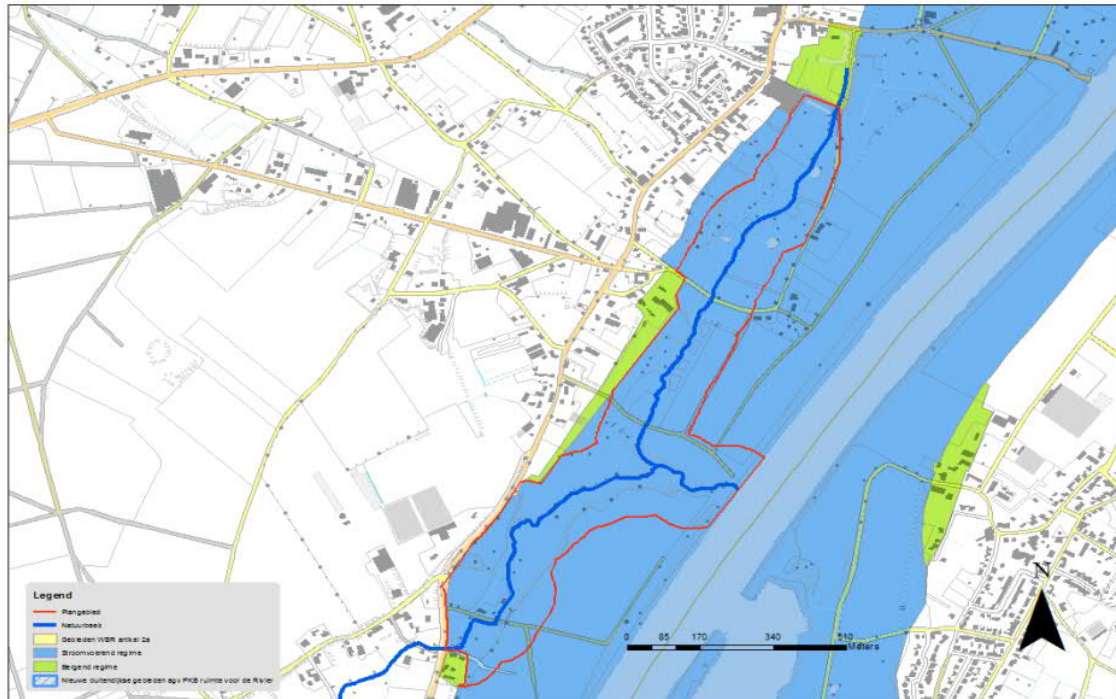 N
0 85 170 340 510
Meters
Legend
Plangebied
Natuurbeek
Gebieden WBR artikel 2a
Stroomvoerend regime
Bergend regime
Nieuwe buitendijkse gebieden agv PKB ruimte voor de Rivier